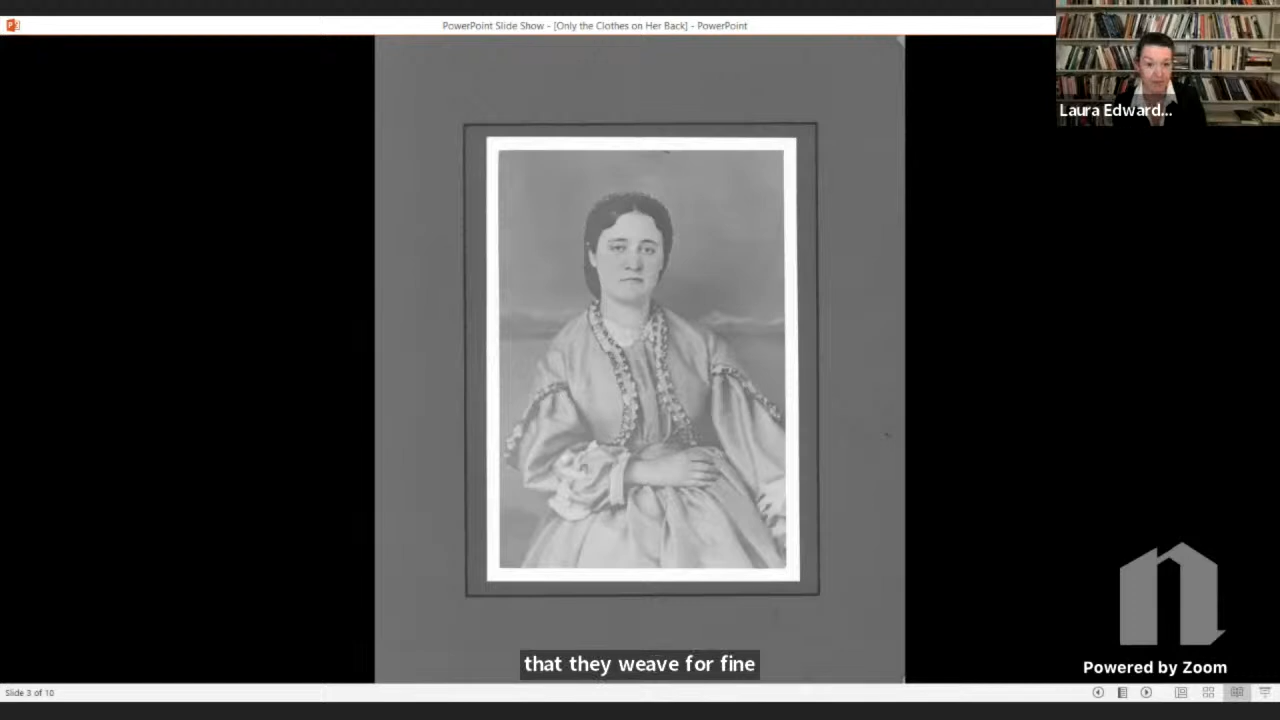 PowerPoint Slide Show - [Only the Clothes on Her Back] - PowerPoint
Laura Edward...
that they weave for fine
Powered by Zoom
Slide 3 of 10